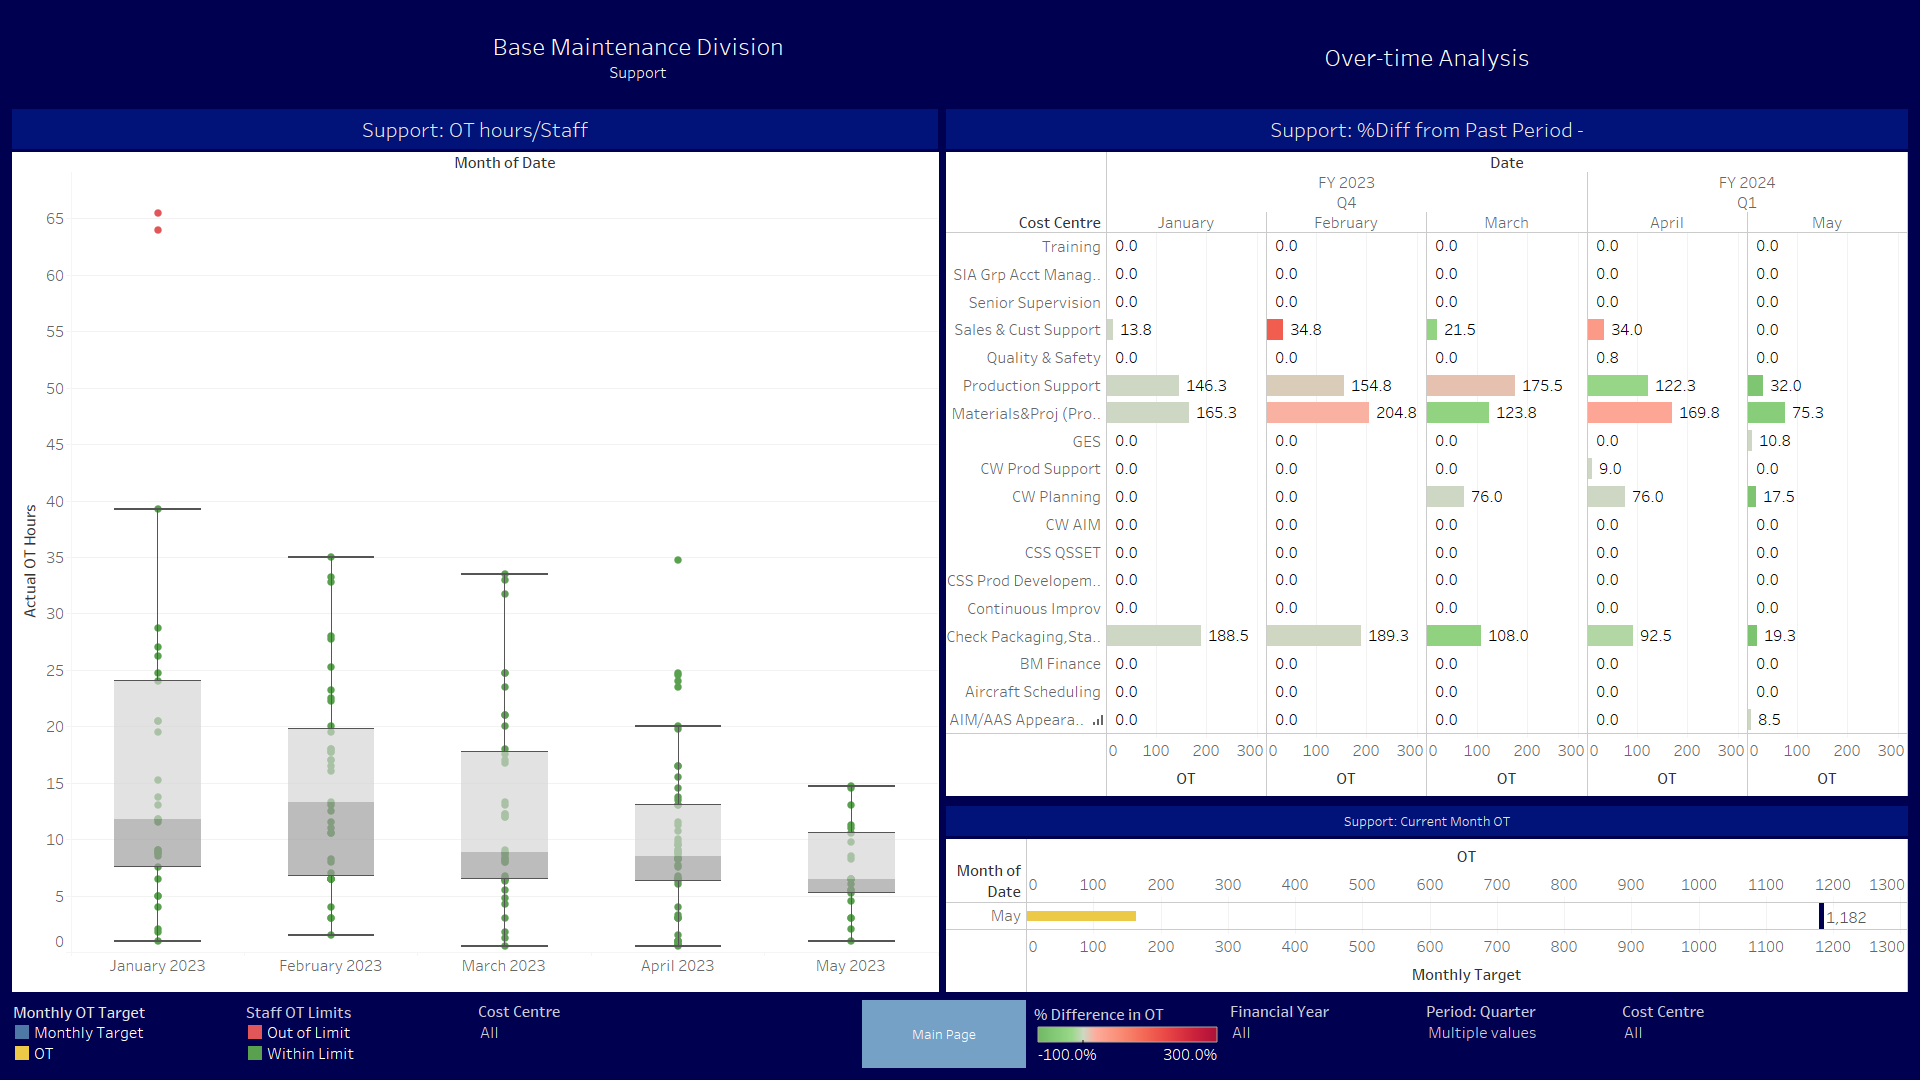 Base Maintenance Division
Support
Over-time Analysis
Support: OT hours/Staff
Month of Date
65
60
55
50
45
40
35
30
25
20
15
10
5
0
Actual OT Hours
January 2023 February 2023 March 2023 April 2023 May 2023
Support: %Diff from Past Period -
Date
FY 2023 FY 2024
Q4 Q1
Cost Centre January February March April May
Training 0.0 0.0 0.0 0.0 0.0
SIA Grp Acct Manag.. 0.0 0.0 0.0 0.0 0.0
Senior Supervision 0.0 0.0 0.0 0.0 0.0
Sales & Cust Support 13.8 34.8 21.5 34.0 0.0
Quality & Safety 0.0 0.0 0.0 0.8 0.0
Production Support 146.3 154.8 175.5 122.3 32.0
Materials&Proj (Pro.. 165.3 204.8 123.8 169.8 75.3
GES 0.0 0.0 0.0 0.0 10.8
CW Prod Support 0.0 0.0 0.0 9.0 0.0
CW Planning 0.0 0.0 76.0 76.0 17.5
CW AIM 0.0 0.0 0.0 0.0 0.0
CSS QSSET 0.0 0.0 0.0 0.0 0.0
CSS Prod Developem.. 0.0 0.0 0.0 0.0 0.0
Continuous Improv 0.0 0.0 0.0 0.0 0.0
Check Packaging,Sta.. 188.5 189.3 108.0 92.5 19.3
BM Finance 0.0 0.0 0.0 0.0 0.0
Aircraft Scheduling 0.0 0.0 0.0 0.0 0.0
AIM/AAS Appeara.. 0.0 0.0 0.0 0.0 8.5
0 100 200 300 0 100 200 300 0 100 200 300 0 100 200 300 0 100 200 300
OT OT OT OT OT
Support: Current Month OT
OT
Month of Date
0 100 200 300 400 500 600 700 800 900 1000 1100 1200 1300
May 1,182
0 100 200 300 400 500 600 700 800 900 1000 1100 1200 1300
Monthly Target
Monthly OT Target
Monthly Target
OT
Staff OT Limits
Out of Limit
Within Limit
Cost Centre
All
Main Page
% Difference in OT
-100.0% 300.0%
Financial Year
All
Period: Quarter
Multiple values
Cost Centre
All